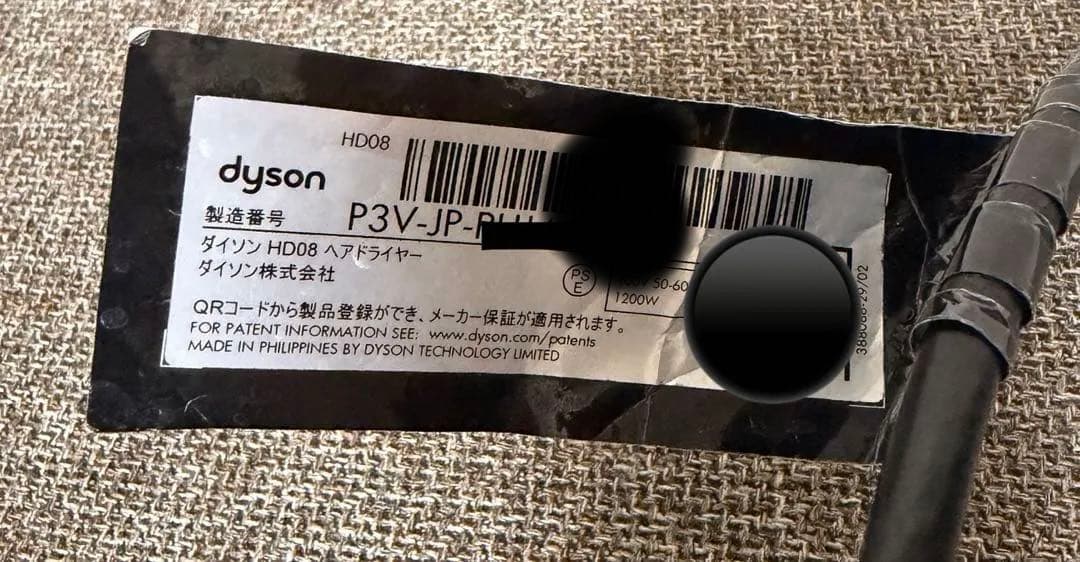 HD08
dyson
製造番号 P3V-JP-
ダイソン HD08 ヘアドライヤー
ダイソン株式会社
PS
E
50-60
1200W
QRコードから製品登録ができ、メーカー保証が適用されます。
FOR PATENT INFORMATION SEE: www.dyson.com/patents
MADE IN PHILIPPINES BY DYSON TECHNOLOGY LIMITED